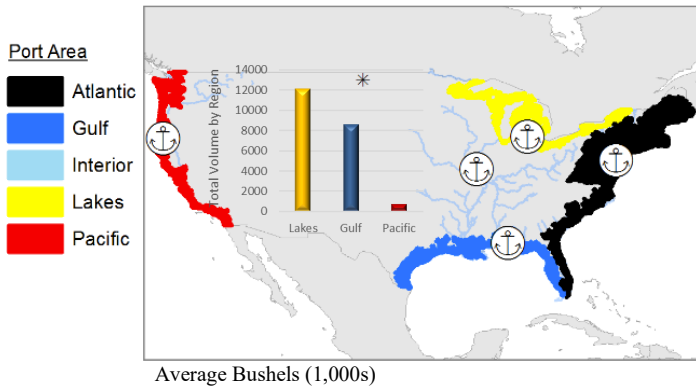 Port Area
Atlantic
Gulf
Interior
Lakes
Pacific
Total Volume by Region
14000
12000
10000
8000
6000
4000
2000
0
Lakes
Gulf
Pacific
Average Bushels (1,000s)